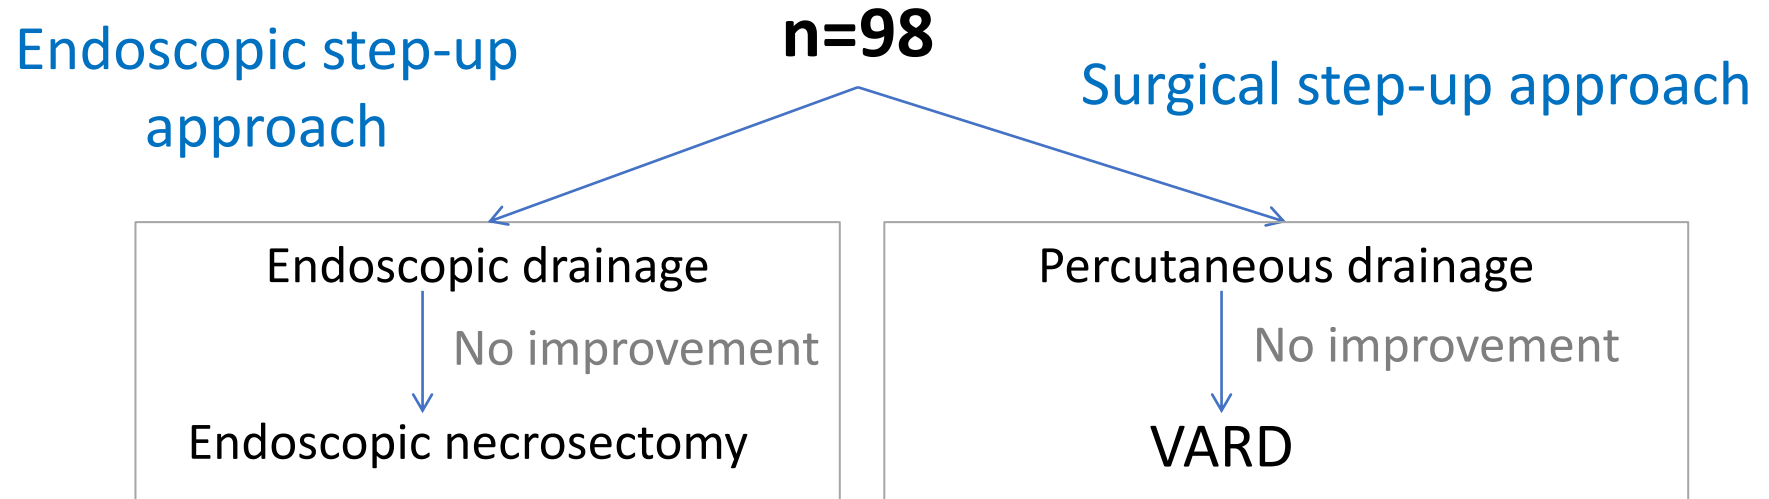 n=98
Endoscopic step-up
approach
Surgical step-up approach
Endoscopic drainage
No improvement
Endoscopic necrosectomy
Percutaneous drainage
No improvement
VARD